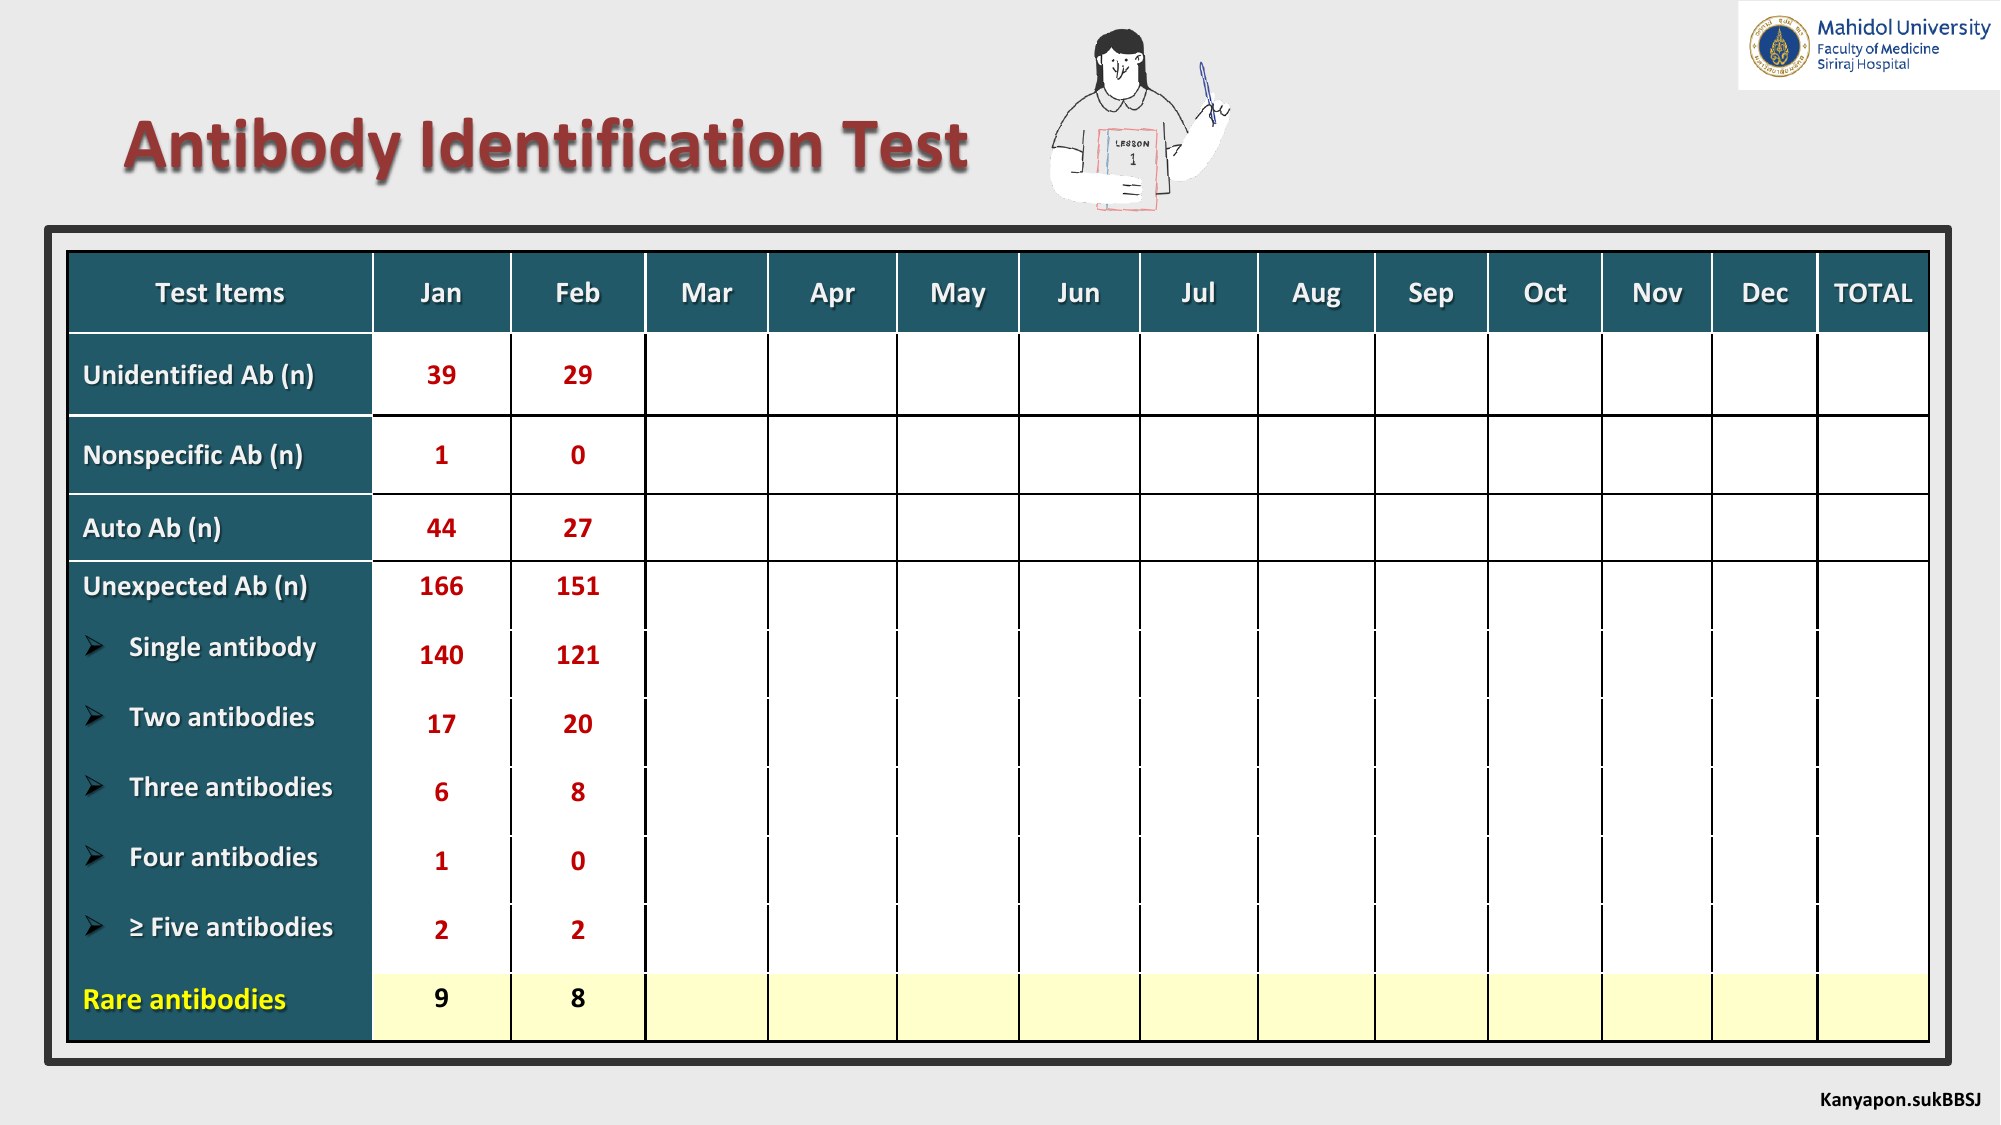 Mahidol University
Faculty of Medicine
Siriraj Hospital
Antibody Identification Test
LESSON
1
Test Items Jan Feb Mar Apr May Jun Jul Aug Sep Oct Nov Dec TOTAL
Unidentified Ab (n) 39 29
Nonspecific Ab (n) 1 0
Auto Ab (n) 44 27
Unexpected Ab (n) 166 151
➢ Single antibody 140 121
➢ Two antibodies 17 20
➢ Three antibodies 6 8
➢ Four antibodies 1 0
➢ ≥ Five antibodies 2 2
Rare antibodies 9 8
Kanyapon.sukBBSJ